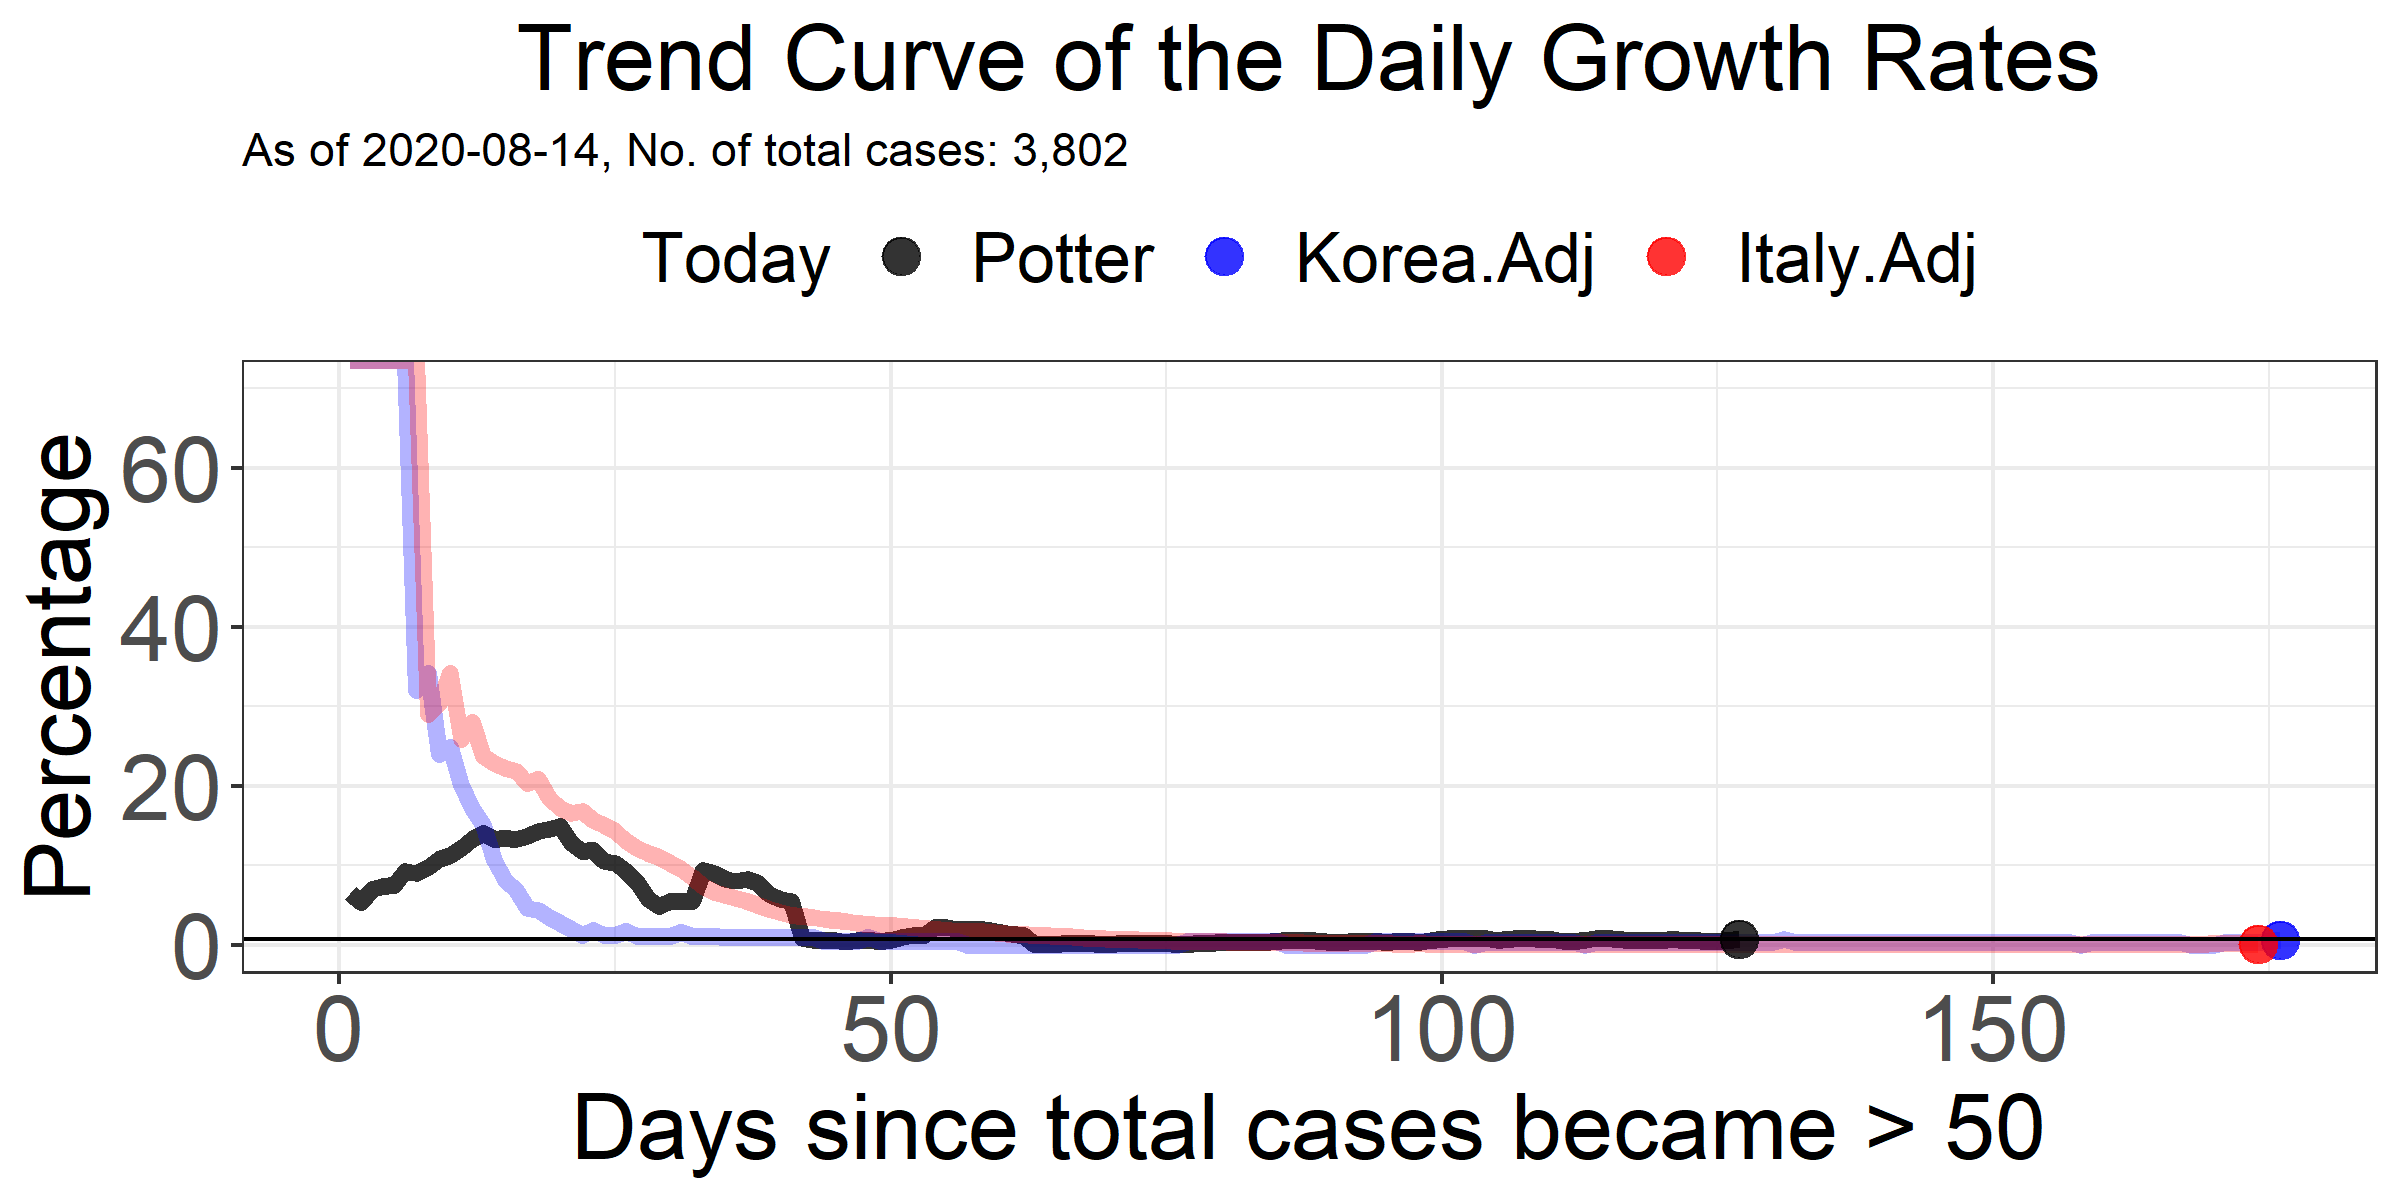 Trend Curve of the Daily Growth Rates
As of 2020-08-14, No. of total cases: 3,802
Today Potter Korea.Adj Italy.Adj
Percentage
60
40
20
0
0 50 100 150
Days since total cases became > 50